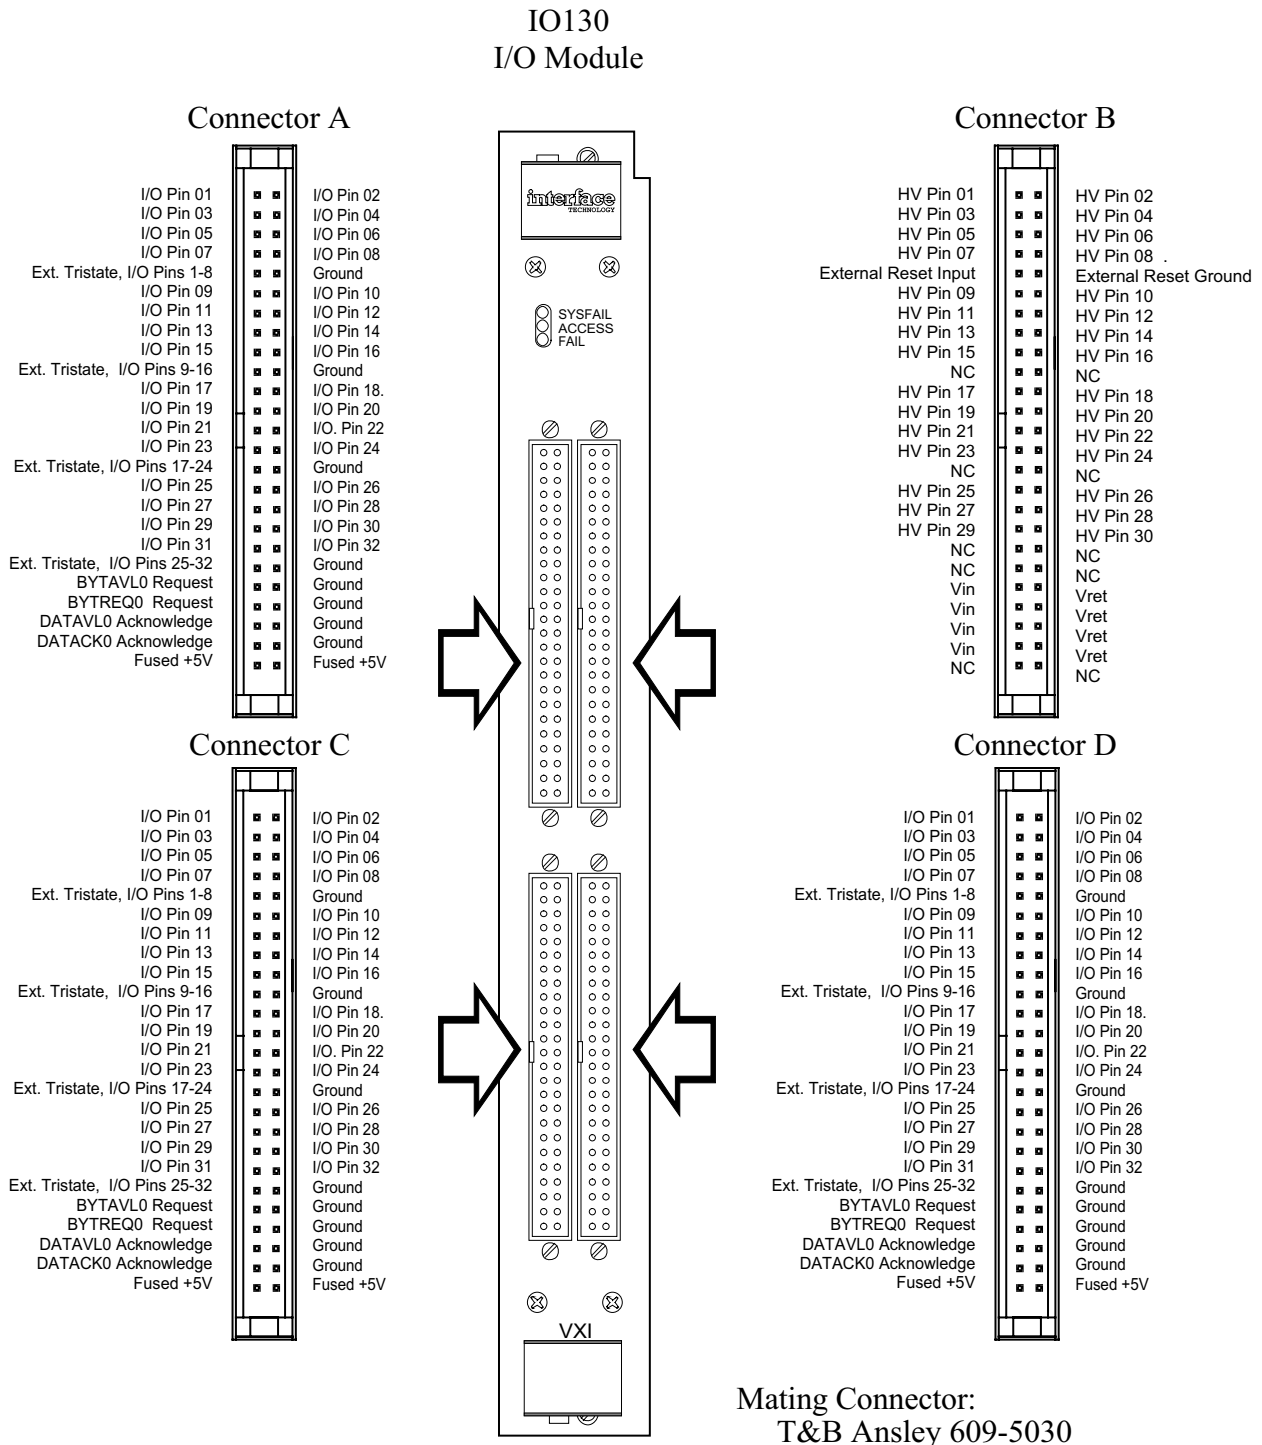 IO130
I/O Module
Connector A
I/O Pin 01 I/O Pin 02
I/O Pin 03 I/O Pin 04
I/O Pin 05 I/O Pin 06
I/O Pin 07 I/O Pin 08
Ext. Tristate, I/O Pins 1-8 Ground
I/O Pin 09 I/O Pin 10
I/O Pin 11 I/O Pin 12
I/O Pin 13 I/O Pin 14
I/O Pin 15 I/O Pin 16
Ext. Tristate, I/O Pins 9-16 Ground
I/O Pin 17 I/O Pin 18.
I/O Pin 19 I/O Pin 20
I/O Pin 21 I/O. Pin 22
I/O Pin 23 I/O Pin 24
Ext. Tristate, I/O Pins 17-24 Ground
I/O Pin 25 I/O Pin 26
I/O Pin 27 I/O Pin 28
I/O Pin 29 I/O Pin 30
I/O Pin 31 I/O Pin 32
Ext. Tristate, I/O Pins 25-32 Ground
BYTAVL0 Request Ground
BYTREQ0 Request Ground
DATAVL0 Acknowledge Ground
DATACK0 Acknowledge Ground
Fused +5V Fused +5V
interface
TECHNOLOGY
SYSFAIL
ACCESS
FAIL
Connector B
HV Pin 01 HV Pin 02
HV Pin 03 HV Pin 04
HV Pin 05 HV Pin 06
HV Pin 07 HV Pin 08 .
External Reset Input External Reset Ground
HV Pin 09 HV Pin 10
HV Pin 11 HV Pin 12
HV Pin 13 HV Pin 14
HV Pin 15 HV Pin 16
NC NC
HV Pin 17 HV Pin 18
HV Pin 19 HV Pin 20
HV Pin 21 HV Pin 22
HV Pin 23 HV Pin 24
NC NC
HV Pin 25 HV Pin 26
HV Pin 27 HV Pin 28
HV Pin 29 HV Pin 30
NC NC
NC NC
Vin Vret
Vin Vret
Vin Vret
Vin Vret
NC NC
Connector C
I/O Pin 01 I/O Pin 02
I/O Pin 03 I/O Pin 04
I/O Pin 05 I/O Pin 06
I/O Pin 07 I/O Pin 08
Ext. Tristate, I/O Pins 1-8 Ground
I/O Pin 09 I/O Pin 10
I/O Pin 11 I/O Pin 12
I/O Pin 13 I/O Pin 14
I/O Pin 15 I/O Pin 16
Ext. Tristate, I/O Pins 9-16 Ground
I/O Pin 17 I/O Pin 18.
I/O Pin 19 I/O Pin 20
I/O Pin 21 I/O. Pin 22
I/O Pin 23 I/O Pin 24
Ext. Tristate, I/O Pins 17-24 Ground
I/O Pin 25 I/O Pin 26
I/O Pin 27 I/O Pin 28
I/O Pin 29 I/O Pin 30
I/O Pin 31 I/O Pin 32
Ext. Tristate, I/O Pins 25-32 Ground
BYTAVL0 Request Ground
BYTREQ0 Request Ground
DATAVL0 Acknowledge Ground
DATACK0 Acknowledge Ground
Fused +5V Fused +5V
Connector D
I/O Pin 01 I/O Pin 02
I/O Pin 03 I/O Pin 04
I/O Pin 05 I/O Pin 06
I/O Pin 07 I/O Pin 08
Ext. Tristate, I/O Pins 1-8 Ground
I/O Pin 09 I/O Pin 10
I/O Pin 11 I/O Pin 12
I/O Pin 13 I/O Pin 14
I/O Pin 15 I/O Pin 16
Ext. Tristate, I/O Pins 9-16 Ground
I/O Pin 17 I/O Pin 18.
I/O Pin 19 I/O Pin 20
I/O Pin 21 I/O. Pin 22
I/O Pin 23 I/O Pin 24
Ext. Tristate, I/O Pins 17-24 Ground
I/O Pin 25 I/O Pin 26
I/O Pin 27 I/O Pin 28
I/O Pin 29 I/O Pin 30
I/O Pin 31 I/O Pin 32
Ext. Tristate, I/O Pins 25-32 Ground
BYTAVL0 Request Ground
BYTREQ0 Request Ground
DATAVL0 Acknowledge Ground
DATACK0 Acknowledge Ground
Fused +5V Fused +5V
VXI
Mating Connector:
T&B Ansley 609-5030